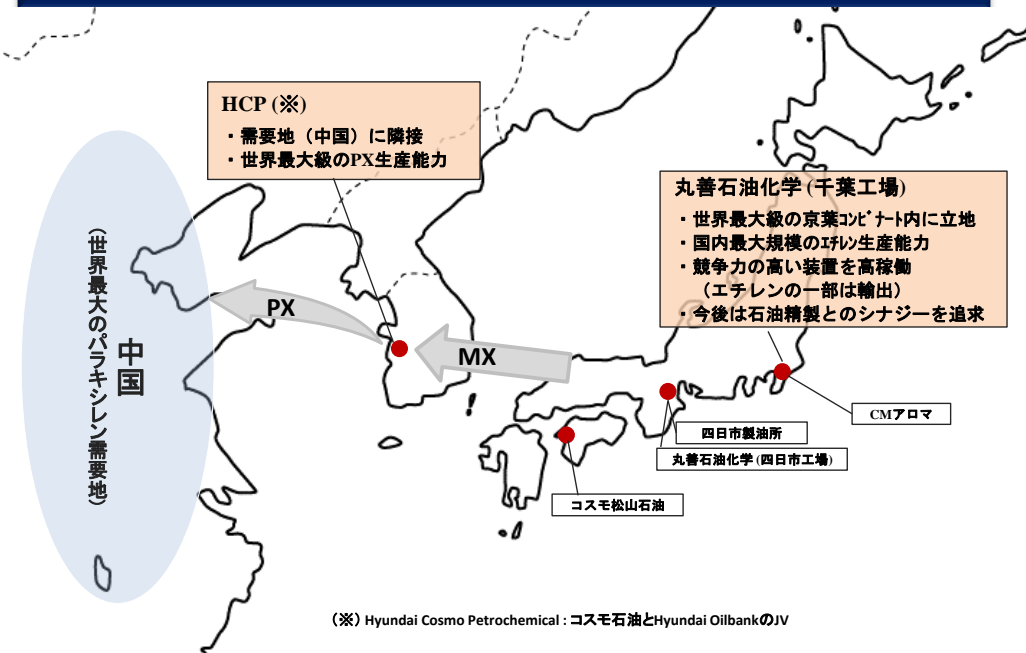 HCP (※)
・需要地（中国）に隣接
・世界最大級のPX生産能力
丸善石油化学 (千葉工場)
・世界最大級の京葉ｺﾝﾋﾞﾅｰﾄ内に立地
・国内最大規模のｴﾁﾚﾝ生産能力
・競争力の高い装置を高稼働
（エチレンの一部は輸出）
・今後は石油精製とのシナジーを追求
中国
（世界最大のパラキシレン需要地）
PX
MX
CMアロマ
四日市製油所
丸善石油化学 (四日市工場)
コスモ松山石油
（※）Hyundai Cosmo Petrochemical : コスモ石油とHyundai OilbankのJV